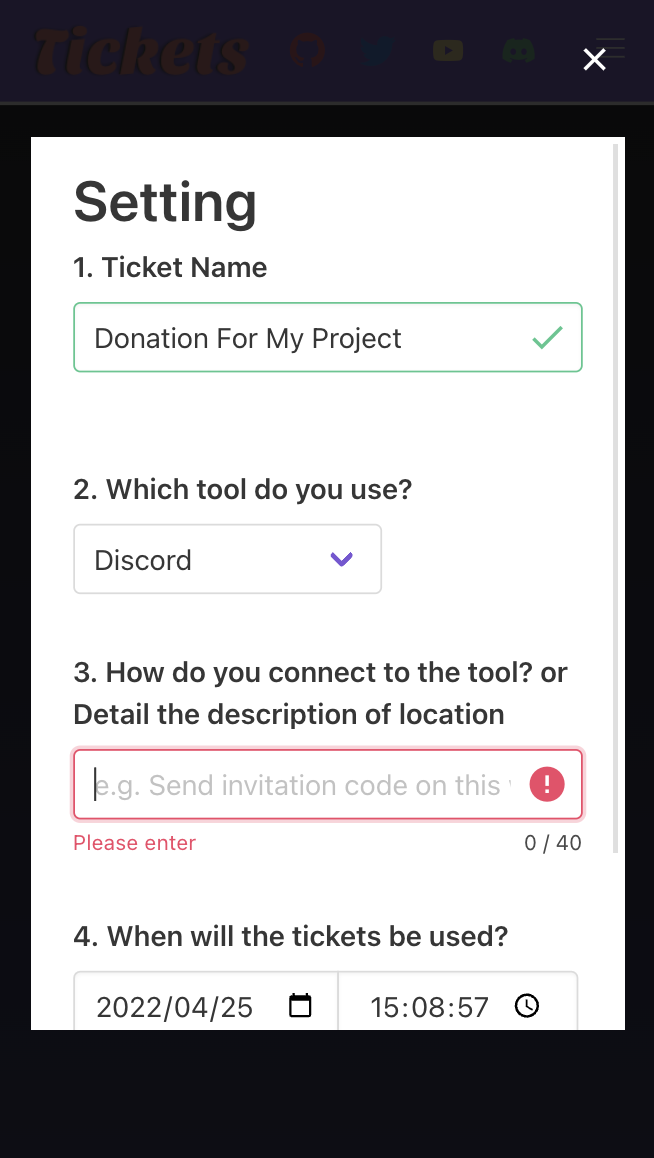 Tickets
Setting
1. Ticket Name
Donation For My Project
2. Which tool do you use?
Discord
3. How do you connect to the tool? or
Detail the description of location
e.g. Send invitation code on this
Please enter
0 / 40
4. When will the tickets be used?
2022/04/25
15:08:57